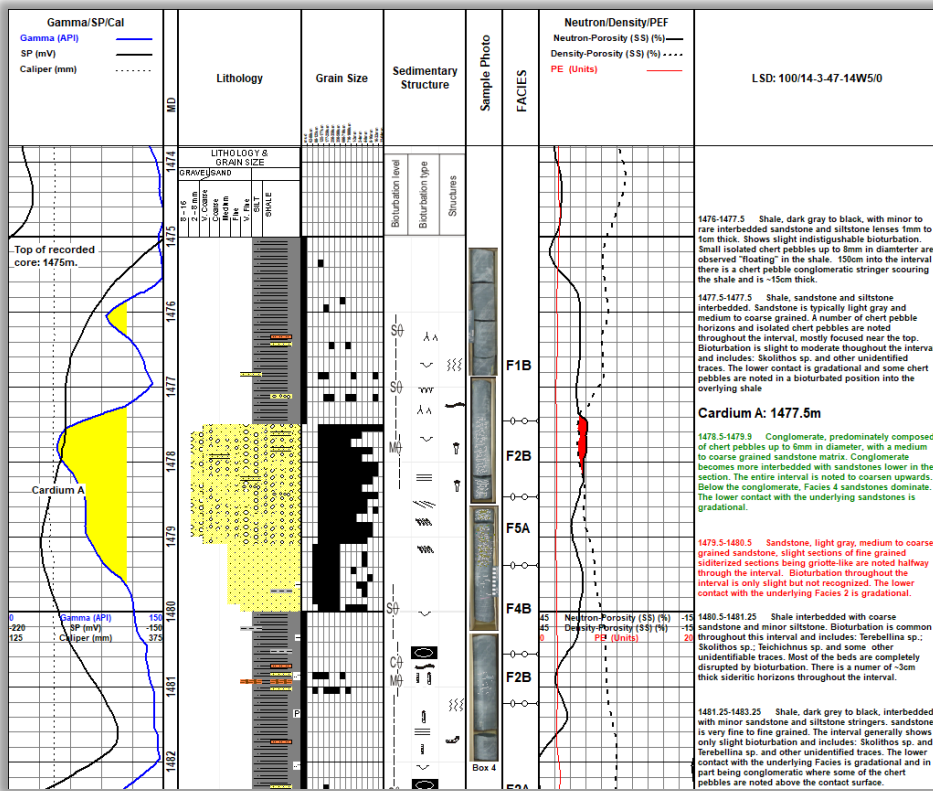 Gamma/SP/Cal
Gamma (API)
SP (mV)
Caliper (mm)
MD
Lithology
Grain Size
Sedimentary
Structure
Sample Photo
FACIES
Neutron/Density/PEF
Neutron-Porosity (SS) (%)
Density-Porosity (SS) (%)
PE (Units)
LSD: 100/14-3-47-14W5/0
LITHOLOGY &
GRAIN SIZE
GRAVEL
SAND
8 - 16
2 - 8 mm
V. Coarse
Coarse
Medium
Fine
V. Fine
SILT
SHALE
Bioturbation level
Bioturbation type
Structures
1474
1475
1476
1477
1478
1479
1480
1481
1482
Top of recorded
core: 1475m.
Cardium A
Gamma (API) 150
-220 SP (mV) -150
125 Caliper (mm) 375
F1B
F2B
F5A
F4B
F2B
F2A
Box 4
45 Neutron-Porosity (SS) (%) -15
45 Density-Porosity (SS) (%) -15
0 PE (Units) 20
1476-1477.5 Shale, dark gray to black, with minor to
rare interbedded sandstone and siltstone lenses 1mm to
1cm thick. Shows slight indistigushable bioturbation.
Small isolated chert pebbles up to 8mm in diamterter are
observed "floating" in the shale. 150cm into the interval
there is a chert pebble conglomeratic stringer scouring
the shale and is ~15cm thick.
1477.5-1477.5 Shale, sandstone and siltstone
interbedded. Sandstone is typically light gray and
medium to coarse grained. A number of chert pebble
horizons and isolated chert pebbles are noted
throughout the interval, mostly focused near the top.
Bioturbation is slight to moderate thoughout the interva
and includes: Skolithos sp. and other unidentified
traces. The lower contact is gradational and some chert
pebbles are noted in a bioturbated position into the
overlying shale
Cardium A: 1477.5m
1478.5-1479.9 Conglomerate, predominately composed
of chert pebbles up to 6mm in diameter, with a medium
to coarse grained sandstone matrix. Conglomerate
becomes more interbedded with sandstones lower in the
section. The entire interval is noted to coarsen upwards.
Below the conglomerate, Facies 4 sandstones dominate.
The lower contact with the underlying sandstones is
gradational.
1479.5-1480.5 Sandstone, light gray, medium to coarse
grained sandstone, slight sections of fine grained
sideritized sections being griotte-like are noted halfway
through the interval. Bioturbation throughout the
interval is only slight but not recognized. The lower
contact with the underlying Facies 2 is gradational.
1480.5-1481.25 Shale interbedded with coarse
sandstone and minor siltstone. Bioturbation is common
throughout this interval and includes: Terebellina sp.;
Skolithos sp.; Teichichnus sp. and some other
unidentifiable traces. Most of the beds are completely
disrupted by bioturbation. There is a numer of ~3cm
thick sideritic horizons throughout the interval.
1481.25-1483.25 Shale, dark grey to black, interbedded
with minor sandstone and siltstone stringers. sandstone
is very fine to fine grained. The interval generally shows
only slight bioturbation and includes: Skolithos sp. and
Terebellina sp. and other unidentified traces. The lower
contact with the underlying Facies is gradational and in
part being conglomeratic where some of the chert
pebbles are noted above the contact surface.